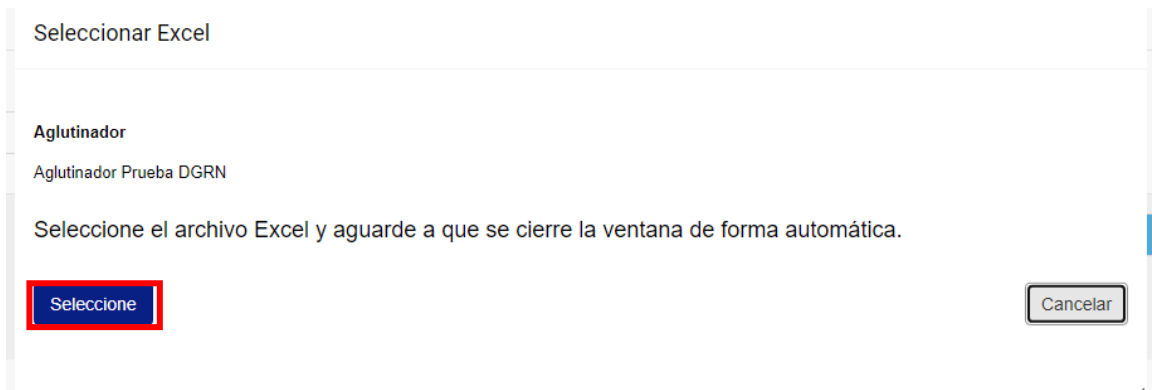 Seleccionar Excel
Aglutinador
Aglutinador Prueba DGRN
Seleccione el archivo Excel y aguarde a que se cierre la ventana de forma automática.
Seleccione
Cancelar